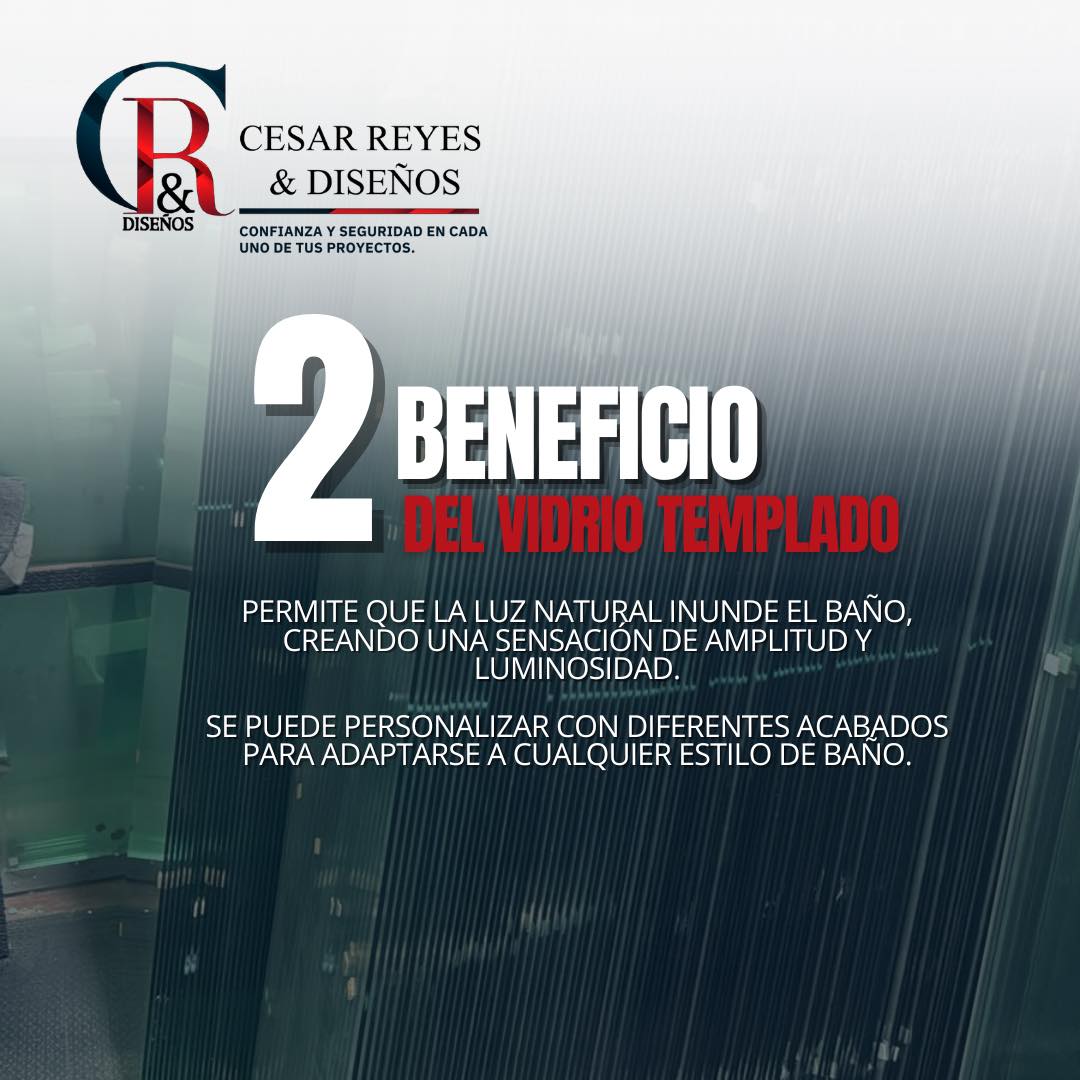 CR&
DISEÑOS
CESAR REYES
& DISEÑOS
CONFIANZA Y SEGURIDAD EN CADA
UNO DE TUS PROYECTOS.
2 BENEFICIO
DEL VIDRIO TEMPLADO
PERMITE QUE LA LUZ NATURAL INUNDE EL BAÑO,
CREANDO UNA SENSACIÓN DE AMPLITUD Y
LUMINOSIDAD.
SE PUEDE PERSONALIZAR CON DIFERENTES ACABADOS
PARA ADAPTARSE A CUALQUIER ESTILO DE BAÑO.